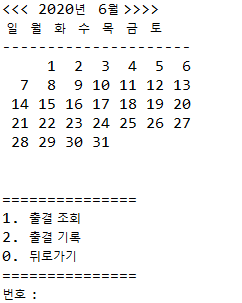 <<< 2020년 6월 >>>>
일 월 화 수 목 금 토
--------------------
1 2 3 4 5 6
7 8 9 10 11 12 13
14 15 16 17 18 19 20
21 22 23 24 25 26 27
28 29 30 31
===============
1. 출결 조회
2. 출결 기록
0. 뒤로가기
===============
번호 :